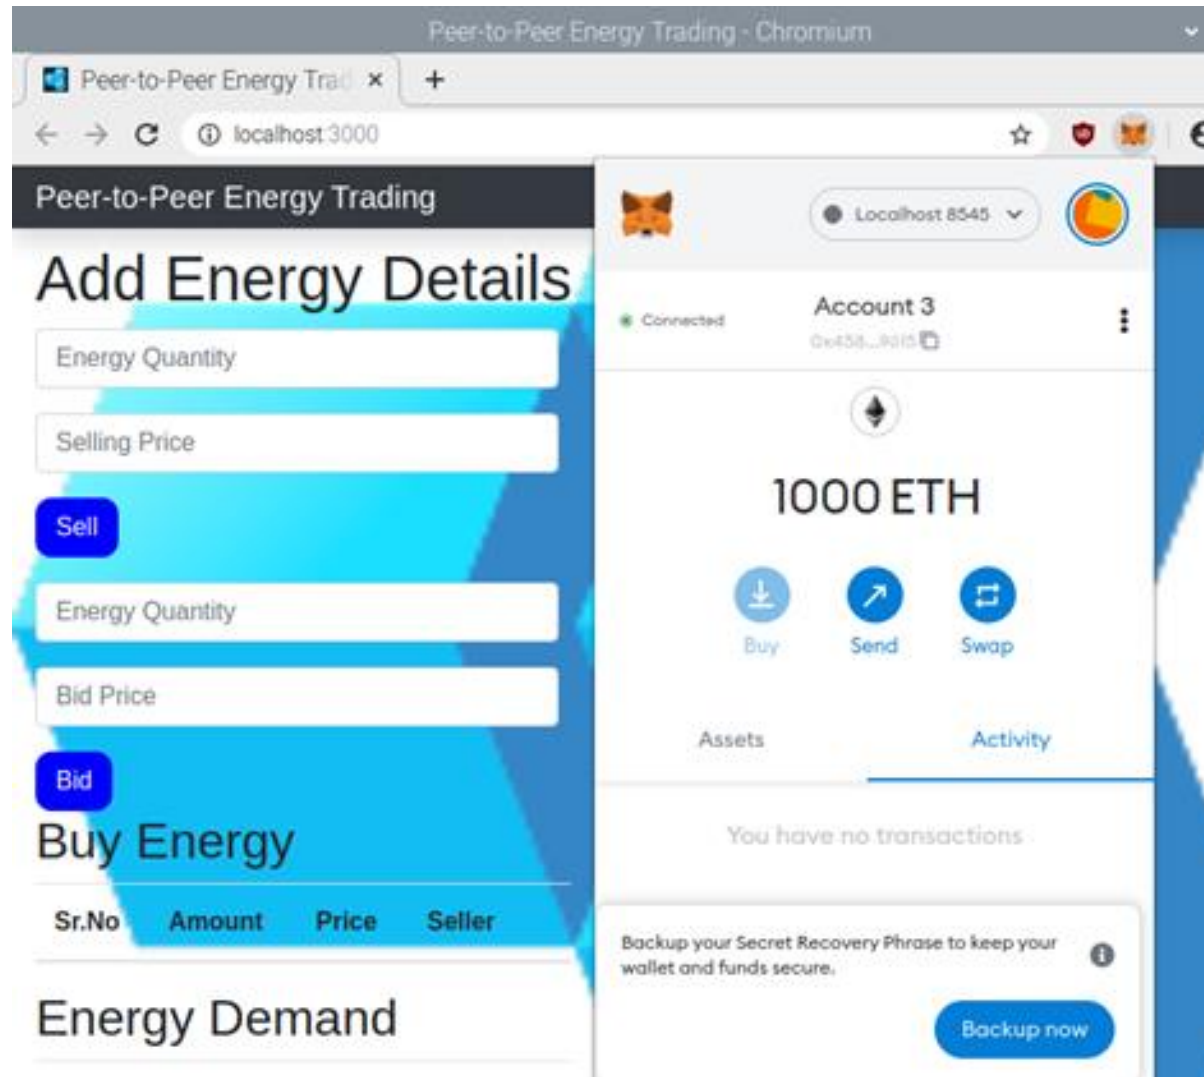 Peer-to-Peer Energy Trading - Chromium
Peer-to-Peer Energy Trad
localhost:3000
Peer-to-Peer Energy Trading
Add Energy Details
Energy Quantity
Selling Price
Sell
Energy Quantity
Bid Price
Bid
Buy Energy
Sr.No Amount Price Seller
Energy Demand
Localhost 8545
Connected
Account 3
1000 ETH
Buy Send Swap
Assets Activity
You have no transactions
Backup your Secret Recovery Phrase to keep your
wallet and funds secure.
Backup now